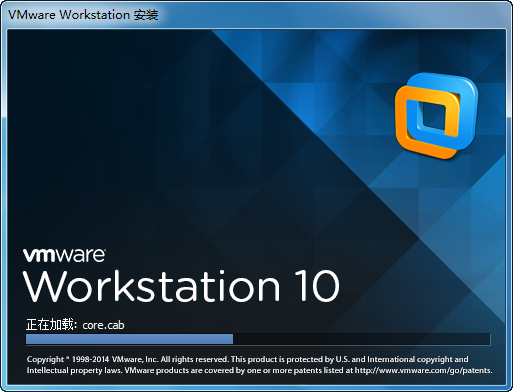 VMware Workstation 安装
vmware
Workstation 10
正在加载: core.cab
Copyright © 1998-2014 VMware, Inc. All rights reserved. This product is protected by U.S. and International copyright and
Intellectual property laws. VMware products are covered by one or more patents listed at http://www.vmware.com/go/patents.